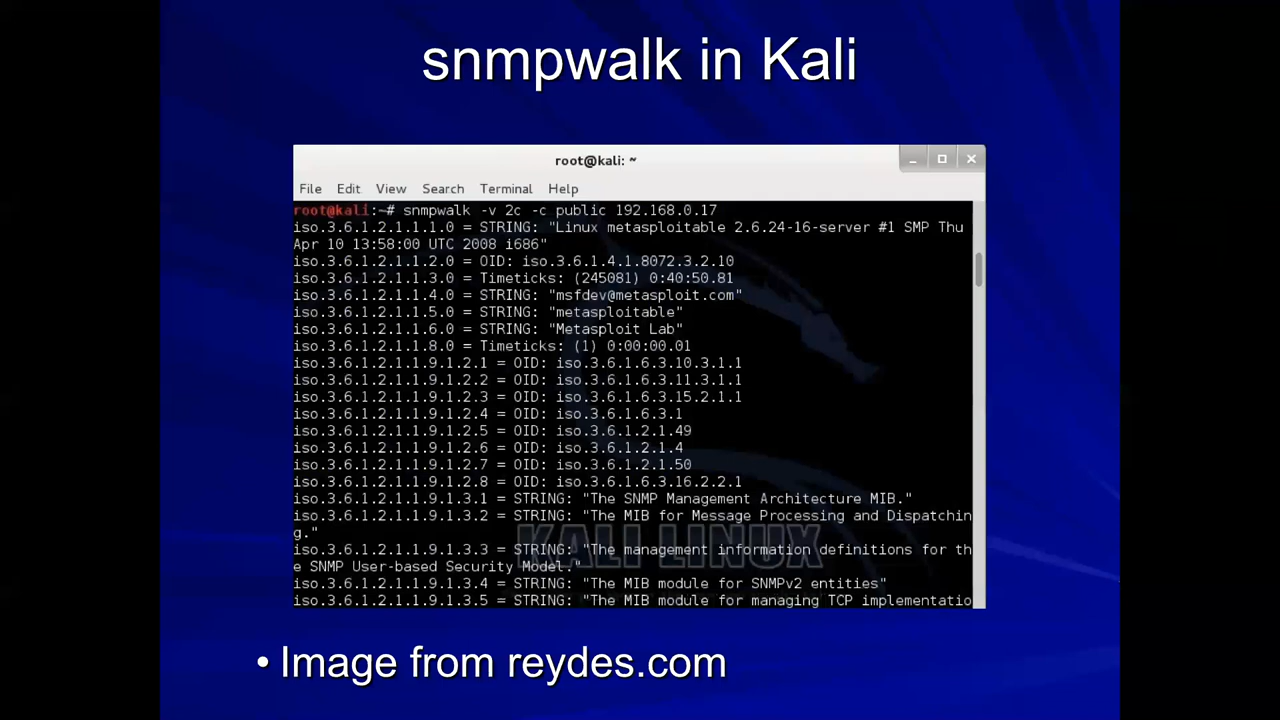 snmpwalk in Kali
root@kali: ~
File Edit View Search Terminal Help
root@kali:~# snmpwalk -v 2c -c public 192.168.0.17
iso.3.6.1.2.1.1.1.0 = STRING: "Linux metasploitable 2.6.24-16-server #1 SMP Thu
Apr 10 13:58:00 UTC 2008 i686"
iso.3.6.1.2.1.1.2.0 = OID: iso.3.6.1.4.1.8072.3.2.10
iso.3.6.1.2.1.1.3.0 = Timeticks: (245081) 0:40:50.81
iso.3.6.1.2.1.1.4.0 = STRING: "msfdev@metasploit.com"
iso.3.6.1.2.1.1.5.0 = STRING: "metasploitable"
iso.3.6.1.2.1.1.6.0 = STRING: "Metasploit Lab"
iso.3.6.1.2.1.1.8.0 = Timeticks: (1) 0:00:00.01
iso.3.6.1.2.1.1.9.1.2.1 = OID: iso.3.6.1.6.3.10.3.1.1
iso.3.6.1.2.1.1.9.1.2.2 = OID: iso.3.6.1.6.3.11.3.1.1
iso.3.6.1.2.1.1.9.1.2.3 = OID: iso.3.6.1.6.3.15.2.1.1
iso.3.6.1.2.1.1.9.1.2.4 = OID: iso.3.6.1.6.3.1
iso.3.6.1.2.1.1.9.1.2.5 = OID: iso.3.6.1.2.1.49
iso.3.6.1.2.1.1.9.1.2.6 = OID: iso.3.6.1.2.1.4
iso.3.6.1.2.1.1.9.1.2.7 = OID: iso.3.6.1.2.1.50
iso.3.6.1.2.1.1.9.1.2.8 = OID: iso.3.6.1.6.3.16.2.2.1
iso.3.6.1.2.1.1.9.1.3.1 = STRING: "The SNMP Management Architecture MIB."
iso.3.6.1.2.1.1.9.1.3.2 = STRING: "The MIB for Message Processing and Dispatchin
g."
KALI LINUX
iso.3.6.1.2.1.1.9.1.3.3 = STRING: "The management information definitions for th
e SNMP User-based Security Model."
iso.3.6.1.2.1.1.9.1.3.4 = STRING: "The MIB module for SNMPv2 entities"
iso.3.6.1.2.1.1.9.1.3.5 = STRING: "The MIB module for managing TCP implementatio
• Image from reydes.com